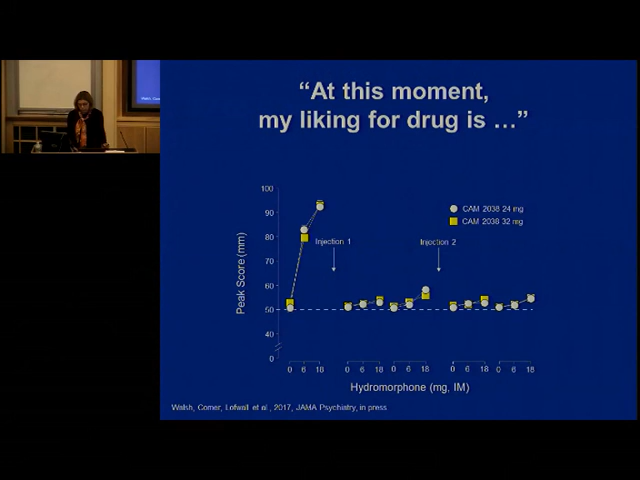 “At this moment,
my liking for drug is …”
100
90
80
70
60
50
40
0
Peak Score (mm)
CAM 2038 24 mg
CAM 2038 32 mg
Injection 1
Injection 2
0 6 18 0 6 18 0 6 18 0 6 18 0 6 18
Hydromorphone (mg, IM)
Walsh, Comer, Lofwall et al., 2017, JAMA Psychiatry, in press